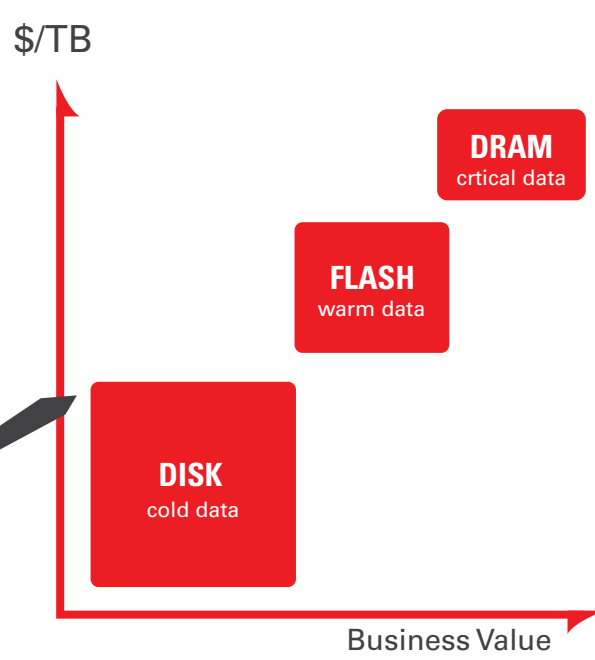 $/TB
DRAM
crtical data
FLASH
warm data
DISK
cold data
Business Value